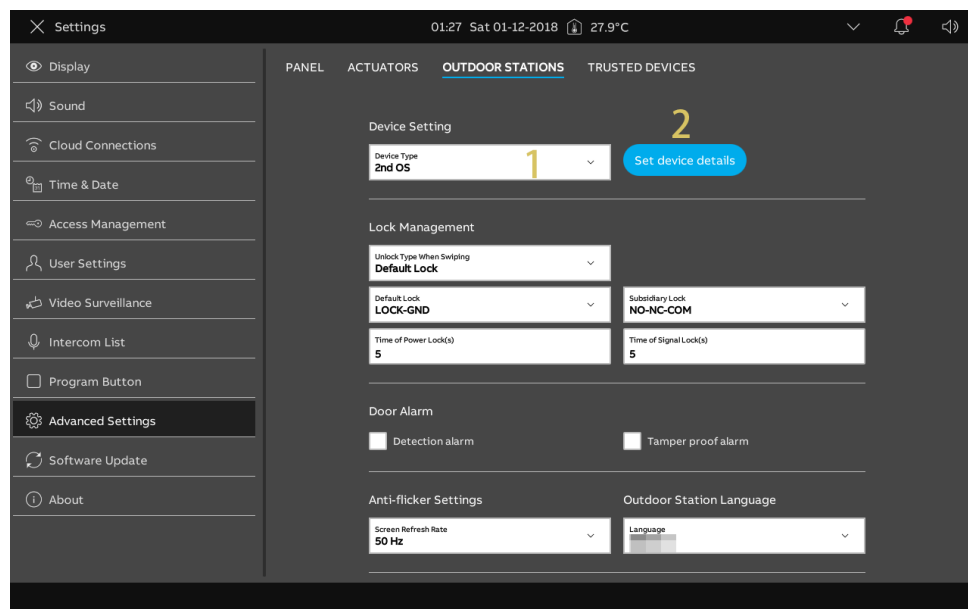 Settings
01:27 Sat 01-12-2018 27.9°C
Display
Sound
Cloud Connections
Time & Date
Access Management
User Settings
Video Surveillance
Intercom List
Program Button
Advanced Settings
Software Update
About
PANEL ACTUATORS OUTDOOR STATIONS TRUSTED DEVICES
Device Setting
2
Device Type
2nd OS
1
Set device details
Lock Management
Unlock Type When Swiping
Default Lock
Default Lock
LOCK-GND
Subsidiary Lock
NO-NC-COM
Time of Power Lock(s)
5
Time of Signal Lock(s)
5
Door Alarm
Detection alarm
Tamper proof alarm
Anti-flicker Settings
Outdoor Station Language
Screen Refresh Rate
50 Hz
Language